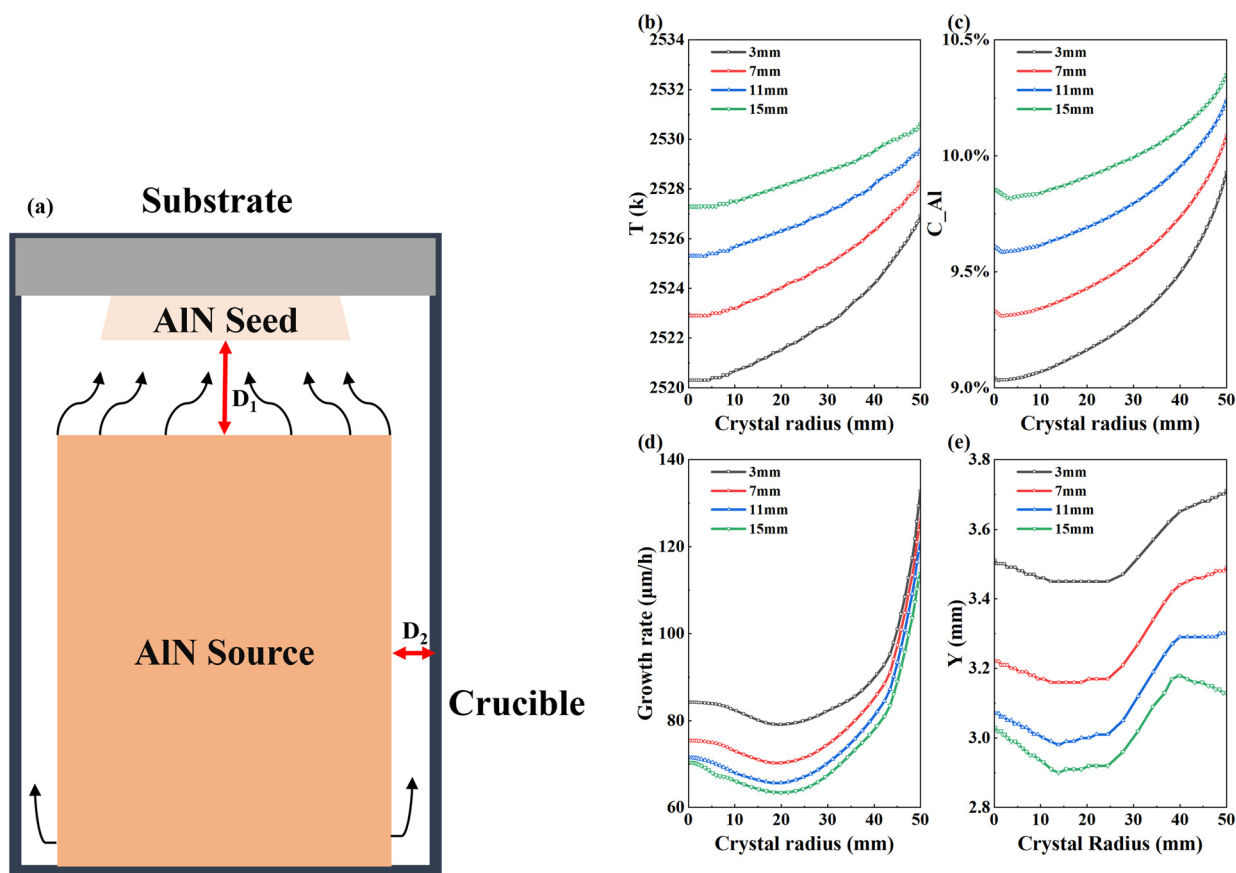 (a)
Substrate
AlN Seed
D1
AlN Source
D2
Crucible
(b)
T (k)
2534
2532
2530
2528
2526
2524
2522
2520
3mm
7mm
11mm
15mm
0 10 20 30 40 50
Crystal radius (mm)
(c)
C_Al
10.5%
10.0%
9.5%
9.0%
3mm
7mm
11mm
15mm
0 10 20 30 40 50
Crystal radius (mm)
(d)
Growth rate (μm/h)
140
120
100
80
60
3mm
7mm
11mm
15mm
0 10 20 30 40 50
Crystal radius (mm)
(e)
Y (mm)
3.8
3.6
3.4
3.2
3.0
2.8
3mm
7mm
11mm
15mm
0 10 20 30 40 50
Crystal Radius (mm)